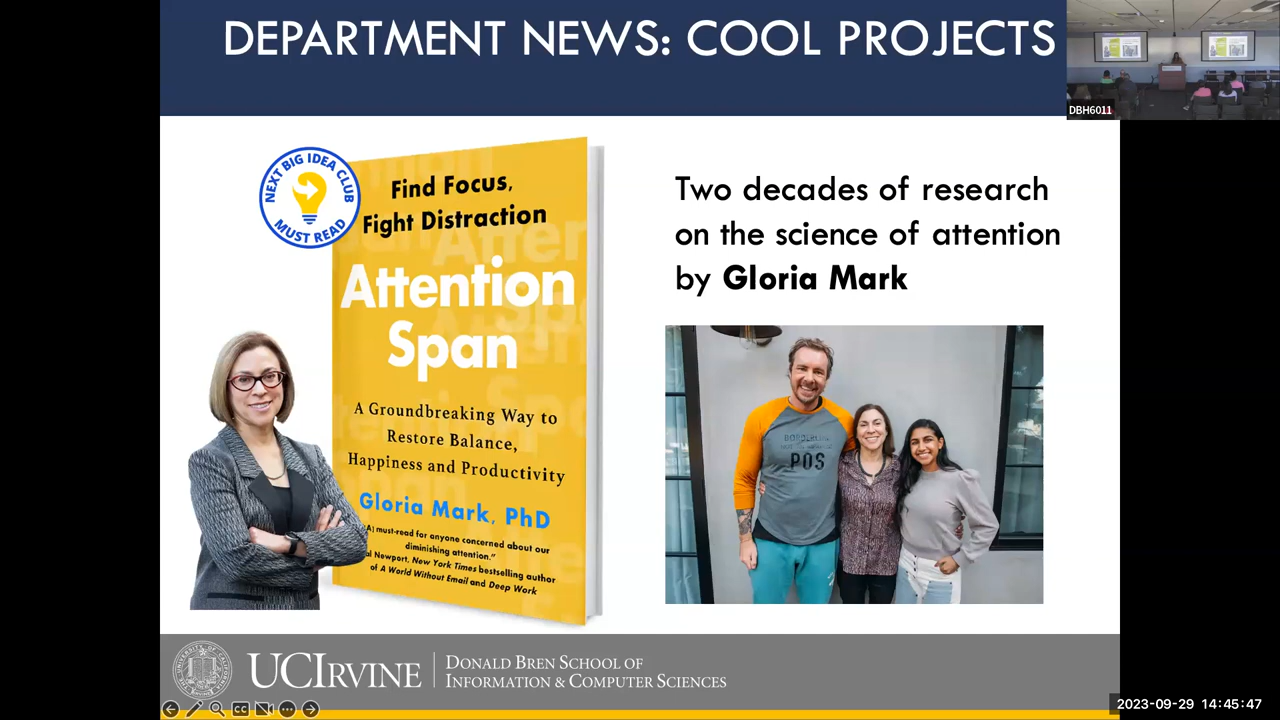 DEPARTMENT NEWS: COOL PROJECTS
DBH6011
NEXT BIG IDEA CLUB
MUST READ
Find Focus,
Fight Distraction
Attention
Span
A Groundbreaking Way to
Restore Balance,
Happiness and Productivity
Gloria Mark, PhD
must-read for anyone concerned about our
diminishing attention."
Newport, New York Times bestselling author
of A World Without Email and Deep Work
Two decades of research
on the science of attention
by Gloria Mark
POS
UCIRVINE
DONALD BREN SCHOOL OF
INFORMATION & COMPUTER SCIENCES
CC
2023-09-29 14:45:47